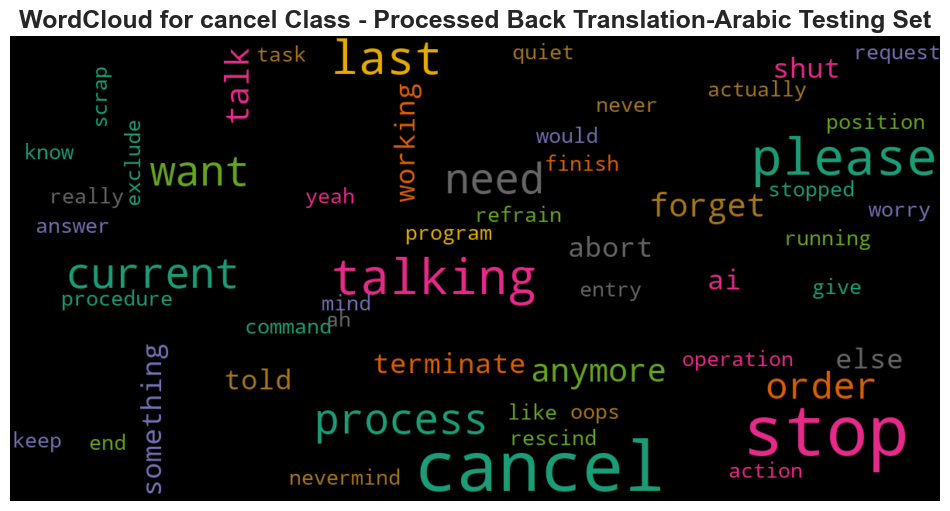 WordCloud for cancel Class - Processed Back Translation-Arabic Testing Set
last
quiet
request
task
talk
shut
scrap
actually
working
never
position
would
know
exclude
please
finish
want
need
stopped
really
yeah
forget
worry
refrain
answer
program
running
abort
current
talking
ai
give
entry
procedure
mind
ah
command
operation
else
terminate
anymore
told
order
something
process
like
oops
stop
rescind
keep
end
cancel
action
nevermind